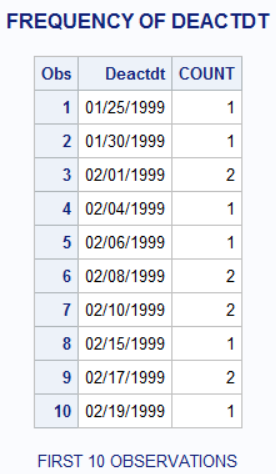 FREQUENCY OF DEACTDT
Obs Deactdt COUNT
1 01/25/1999 1
2 01/30/1999 1
3 02/01/1999 2
4 02/04/1999 1
5 02/06/1999 1
6 02/08/1999 2
7 02/10/1999 2
8 02/15/1999 1
9 02/17/1999 2
10 02/19/1999 1
FIRST 10 OBSERVATIONS